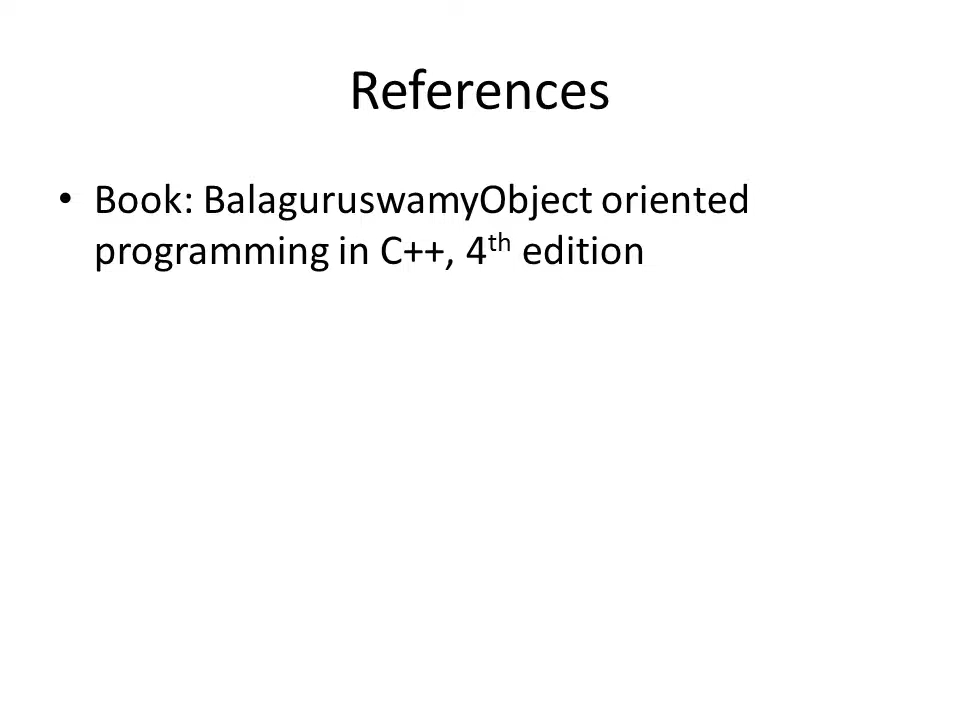 References
• Book: BalaguruswamyObject oriented
programming in C++, 4th edition